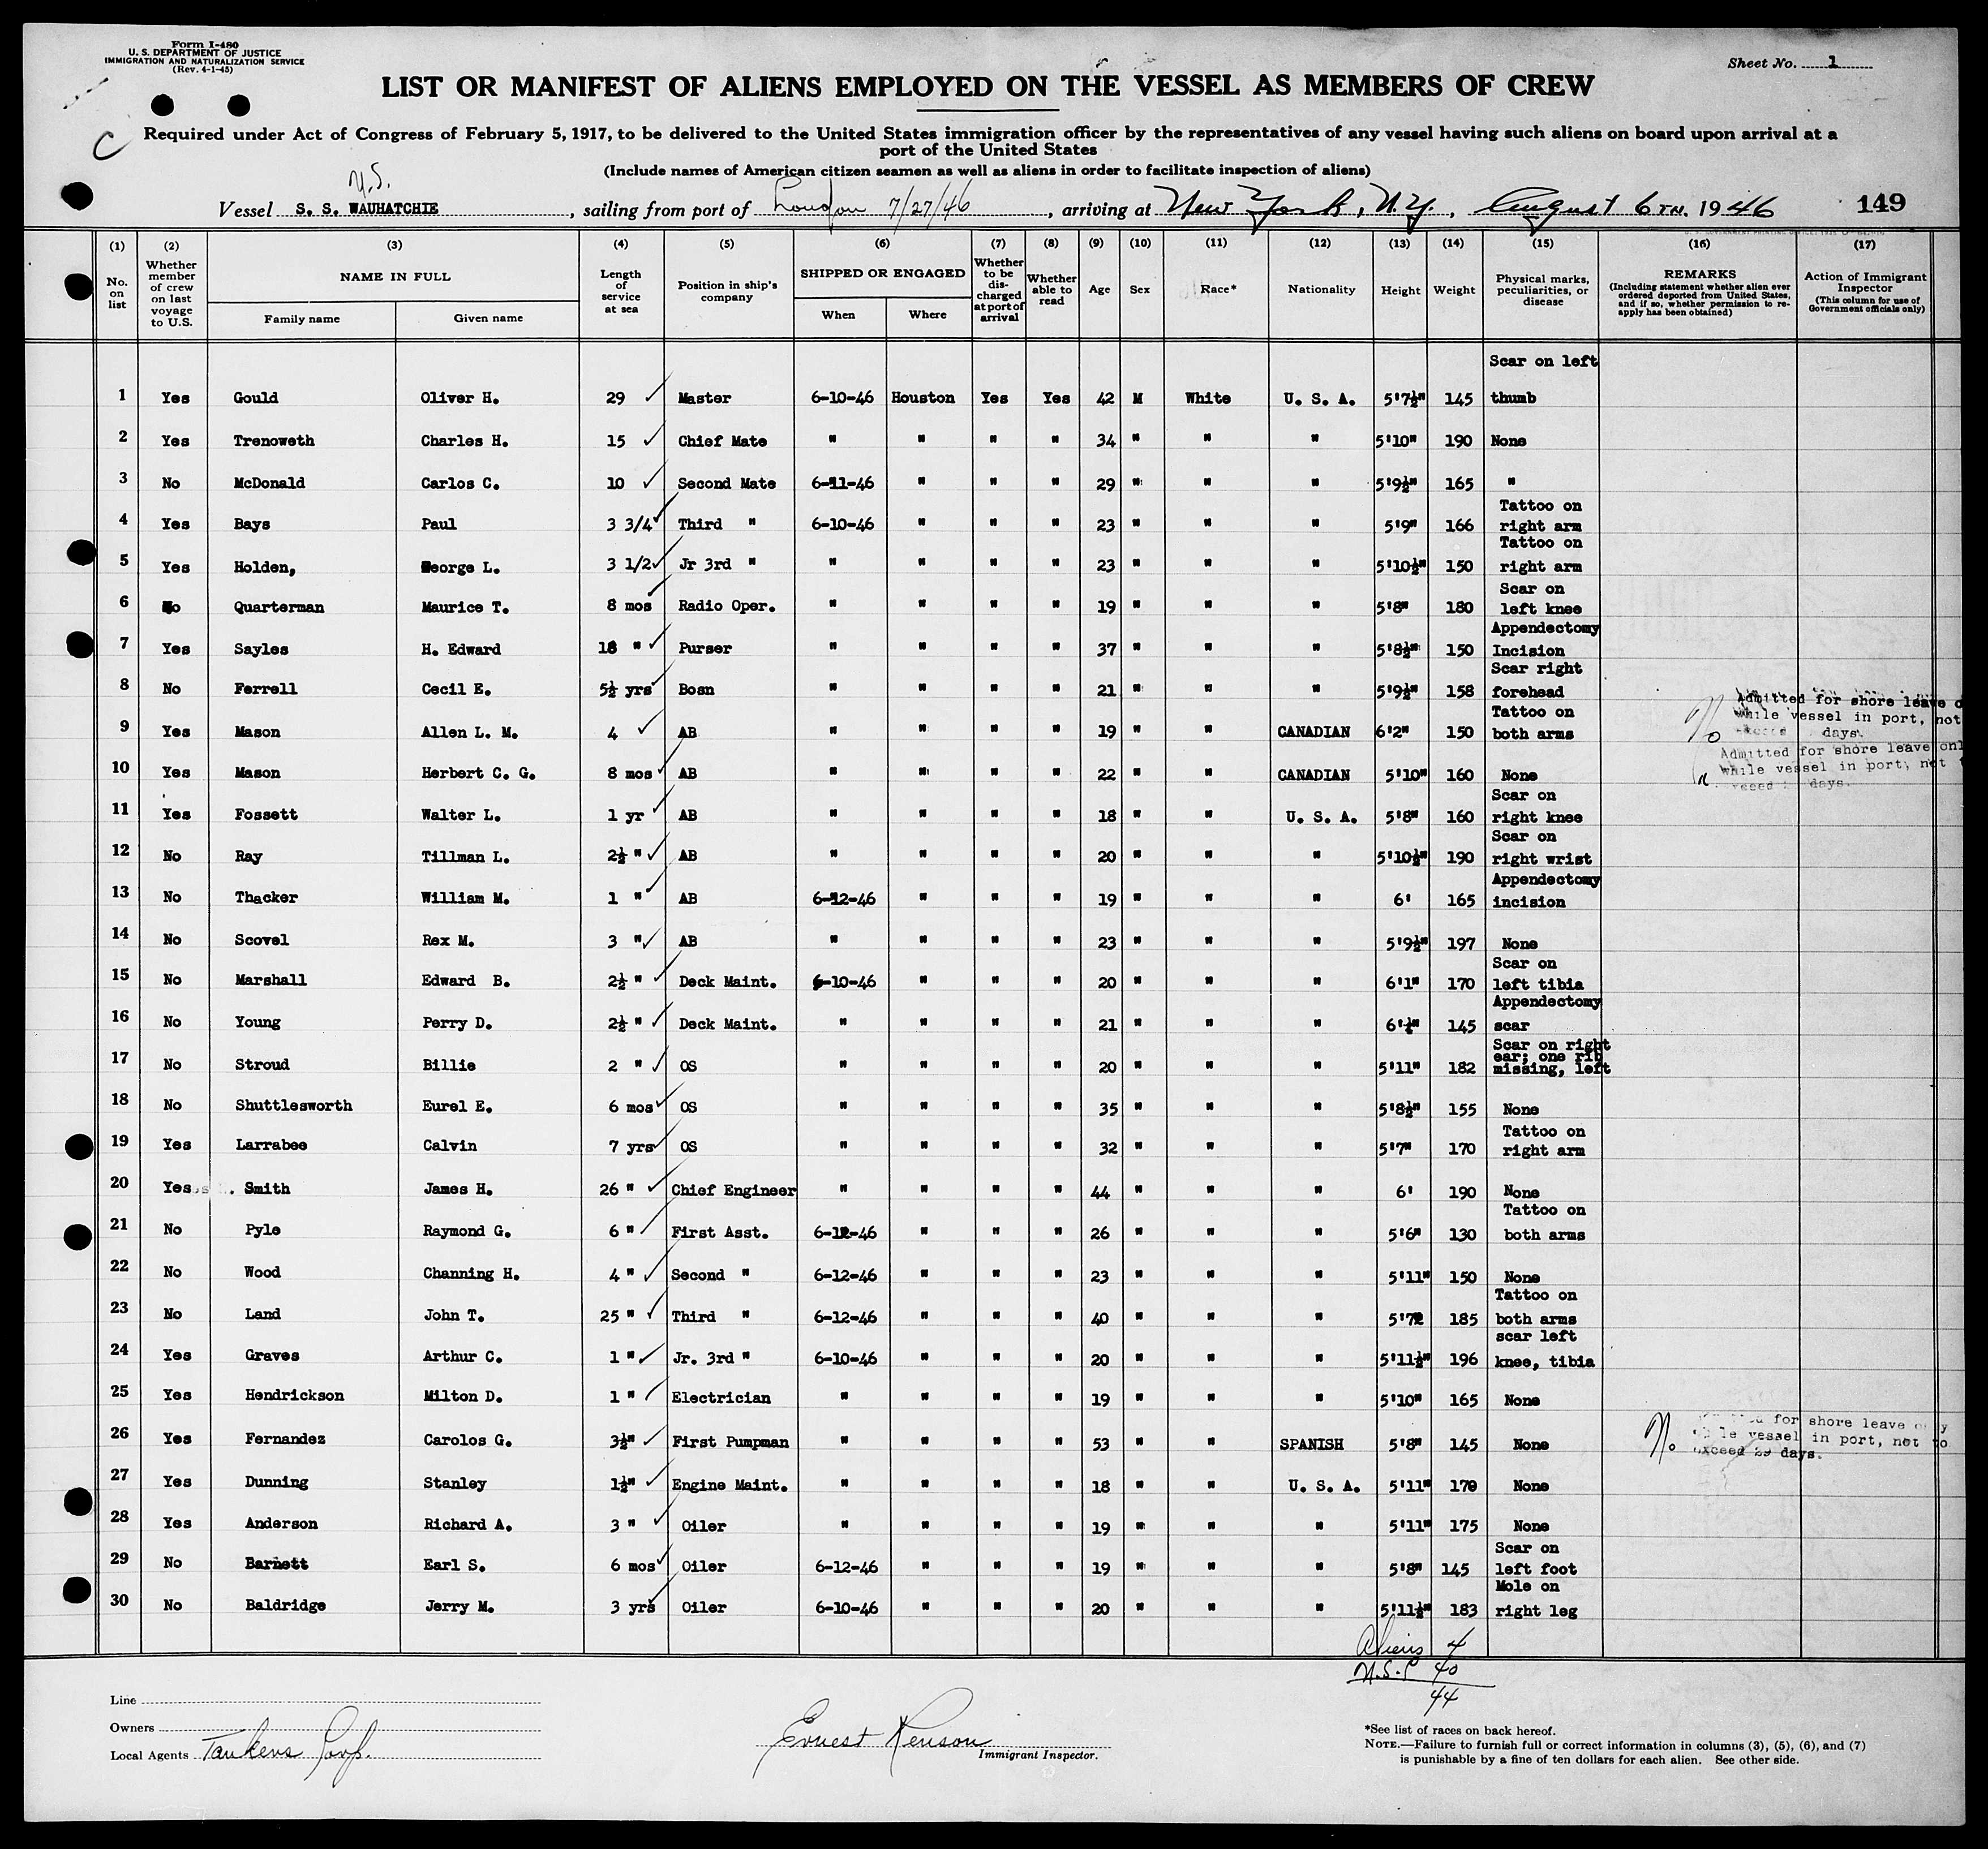 Form I-480
U. S. DEPARTMENT OF JUSTICE
IMMIGRATION AND NATURALIZATION SERVICE
(Rev. 4-1-45)
Sheet No. 1
LIST OR MANIFEST OF ALIENS EMPLOYED ON THE VESSEL AS MEMBERS OF CREW
Required under Act of Congress of February 5, 1917, to be delivered to the United States immigration officer by the representatives of any vessel having such aliens on board upon arrival at a
port of the United States
(Include names of American citizen seamen as well as aliens in order to facilitate inspection of aliens)
U.S.
Vessel S. S. WAUHATCHIE, sailing from port of London 7/27/46, arriving at New York, N.Y., August 6TH. 1946 149
(1) (2) (3) (4) (5) (6) (7) (8) (9) (10) (11) (12) (13) (14) (15) (16) (17)
No. on list
Whether member of crew on last voyage to U.S.
NAME IN FULL
Family name Given name
Length of service at sea
Position in ship's company
SHIPPED OR ENGAGED
When Where
Whether to be discharged at port of arrival
Whether able to read
Age Sex Race* Nationality Height Weight
Physical marks, peculiarities, or disease
REMARKS
(Including statement whether alien ever ordered deported from United States, and if so, whether permission to reapply has been obtained)
Action of Immigrant Inspector
(This column for use of Government officials only)
1 Yes Gould Oliver H. 29 ✓ Master 6-10-46 Houston Yes Yes 42 M White U. S. A. 5'7½" 145 Scar on left thumb
2 Yes Trenoweth Charles H. 15 ✓ Chief Mate " " " " 34 " " " 5'10" 190 None
3 No McDonald Carlos C. 10 ✓ Second Mate 6-11-46 " " " 29 " " " 5'9½" 165 "
4 Yes Bays Paul 3 3/4 ✓ Third " 6-10-46 " " " 23 " " " 5'9" 166 Tattoo on right arm
5 Yes Holden, George L. 3 1/2 ✓ Jr 3rd " " " " " 23 " " " 5'10½" 150 Tattoo on right arm
6 No Quarterman Maurice T. 8 mos ✓ Radio Oper. " " " " 19 " " " 5'8" 180 Scar on left knee
7 Yes Sayles H. Edward 18 " ✓ Purser " " " " 37 " " " 5'8½" 150 Appendectomy Incision
8 No Ferrell Cecil E. 5½ yrs ✓ Bosn " " " " 21 " " " 5'9½" 158 Scar right forehead
9 Yes Mason Allen L. M. 4 ✓ AB " " " " 19 " " CANADIAN 6'2" 150 Tattoo on both arms No Admitted for shore leave while vessel in port, not days.
10 Yes Mason Herbert C. G. 8 mos ✓ AB " " " " 22 " " CANADIAN 5'10" 160 None Admitted for shore leave only while vessel in port, not days.
11 Yes Fossett Walter L. 1 yr ✓ AB " " " " 18 " " U. S. A. 5'8" 160 Scar on right knee
12 No Ray Tillman L. 2½ " ✓ AB " " " " 20 " " " 5'10½" 190 Scar on right wrist
13 No Thacker William M. 1 " ✓ AB 6-12-46 " " " 19 " " " 6' 165 Appendectomy incision
14 No Scovel Rex M. 3 " ✓ AB " " " " 23 " " " 5'9½" 197 None
15 No Marshall Edward B. 2½ " ✓ Deck Maint. 6-10-46 " " " 20 " " " 6'1" 170 Scar on left tibia
16 No Young Perry D. 2½ " ✓ Deck Maint. " " " " 21 " " " 6'½" 145 Appendectomy scar
17 No Stroud Billie 2 " ✓ OS " " " " 20 " " " 5'11" 182 Scar on right ear; one rib missing, left
18 No Shuttlesworth Eurel E. 6 mos ✓ OS " " " " 35 " " " 5'8½" 155 None
19 Yes Larrabee Calvin 7 yrs ✓ OS " " " " 32 " " " 5'7" 170 Tattoo on right arm
20 Yes Smith James H. 26 " ✓ Chief Engineer " " " " 44 " " " 6' 190 None
21 No Pyle Raymond G. 6 " ✓ First Asst. 6-12-46 " " " 26 " " " 5'6" 130 Tattoo on both arms
22 No Wood Channing H. 4 " ✓ Second " 6-12-46 " " " 23 " " " 5'11" 150 None
23 No Land John T. 25 " ✓ Third " 6-12-46 " " " 40 " " " 185 Tattoo on both arms
24 Yes Graves Arthur C. 1 " ✓ Jr. 3rd " 6-10-46 " " " 20 " " " 5'11½" 196 scar left knee, tibia
25 Yes Hendrickson Milton D. 1 " ✓ Electrician " " " " 19 " " " 5'10" 165 None
26 Yes Fernandez Carolos G. 3½" ✓ First Pumpman " " " " 53 " " SPANISH 5'8" 145 None No for shore leave vessel in port, not to exceed 29 days.
27 Yes Dunning Stanley 1½" ✓ Engine Maint. " " " " 18 " " U. S. A. 5'11" 170 None
28 Yes Anderson Richard A. 3 " ✓ Oiler " " " " 19 " " " 5'11" 175 None
29 No Barnett Earl S. 6 mos ✓ Oiler 6-12-46 " " " 19 " " " 5'8" 145 Scar on left foot
30 No Baldridge Jerry M. 3 yrs ✓ Oiler 6-10-46 " " " 20 " " " 5'11½" 183 Mole on right leg
Aliens 4
U.S.C 40
44
Line
Owners
Local Agents Tankers Corp.
Ernest Renson
Immigrant Inspector.
*See list of races on back hereof.
NOTE.—Failure to furnish full or correct information in columns (3), (5), (6), and (7)
is punishable by a fine of ten dollars for each alien. See other side.